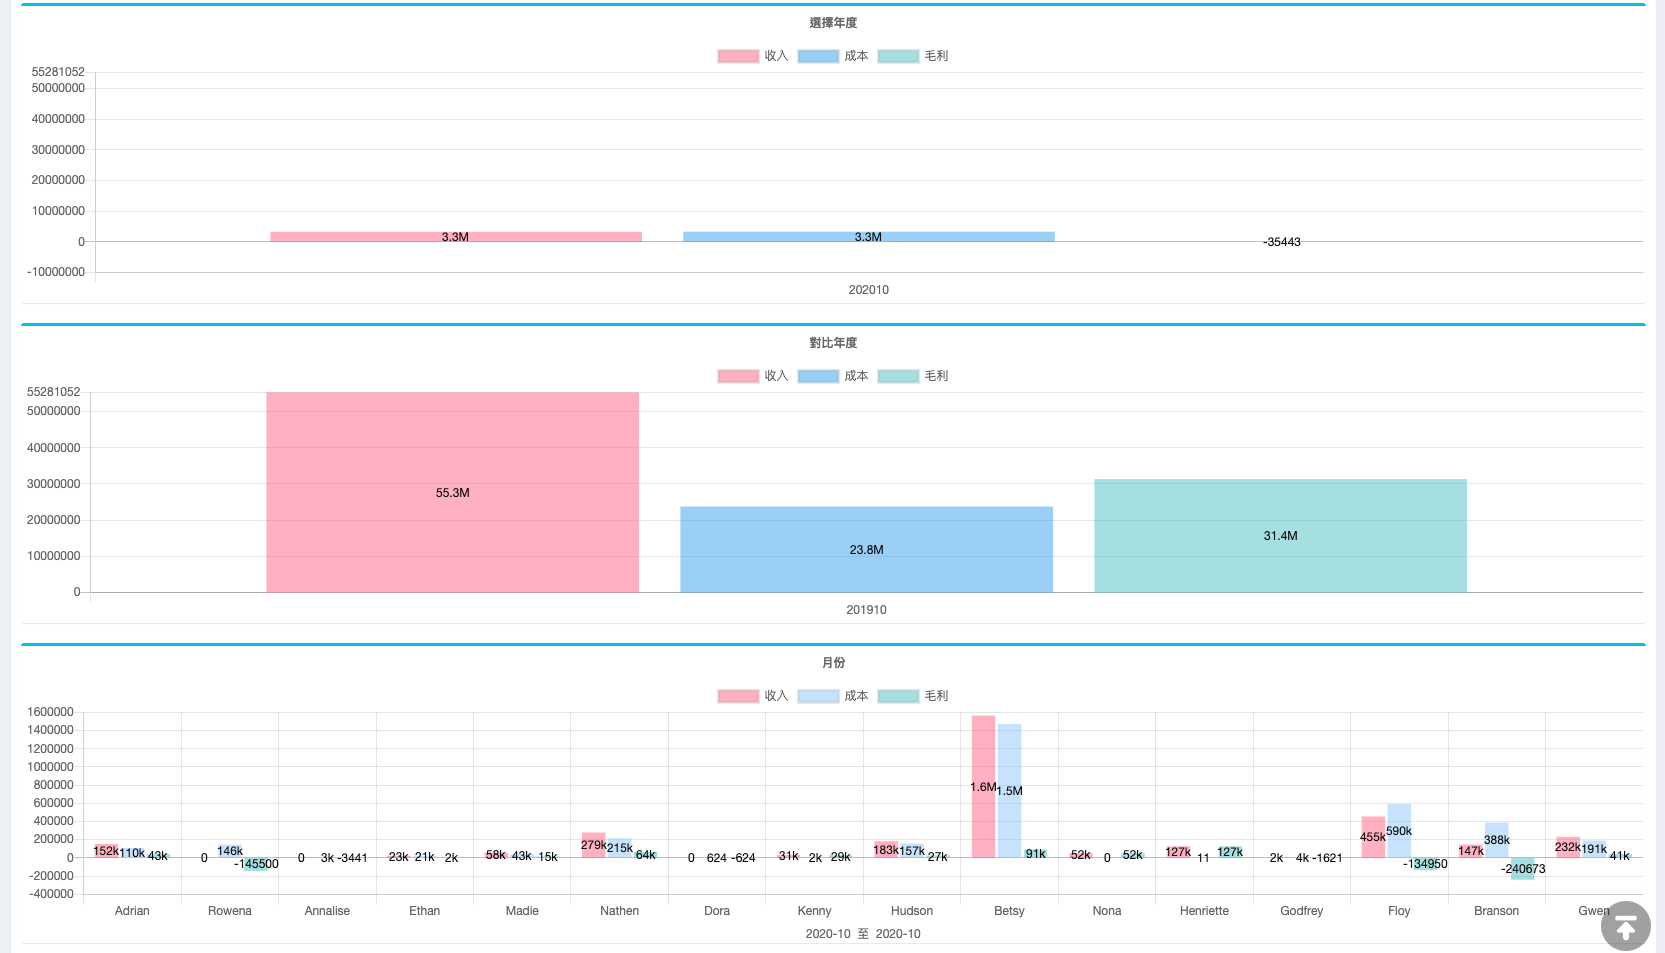 選擇年度
收入 成本 毛利
55281052
50000000
40000000
30000000
20000000
10000000
0
-10000000
3.3M 3.3M -35443
202010
對比年度
收入 成本 毛利
55281052
50000000
40000000
30000000
20000000
10000000
0
55.3M 23.8M 31.4M
201910
月份
收入 成本 毛利
1600000
1400000
1200000
1000000
800000
600000
400000
200000
0
-200000
-400000
152k 110k 43k 0 146k -145500 0 3k -3441 23k 21k 2k 58k 43k 15k 279k 215k 64k 0 624 -624 31k 2k 29k 183k 157k 27k 1.6M 1.5M 91k 52k 0 52k 127k 11 127k 2k 4k -1621 455k 590k -134950 147k 388k -240673 232k 191k 41k
Adrian Rowena Annalise Ethan Madie Nathen Dora Kenny Hudson Betsy Nona Henriette Godfrey Floy Branson Gwen
2020-10 至 2020-10